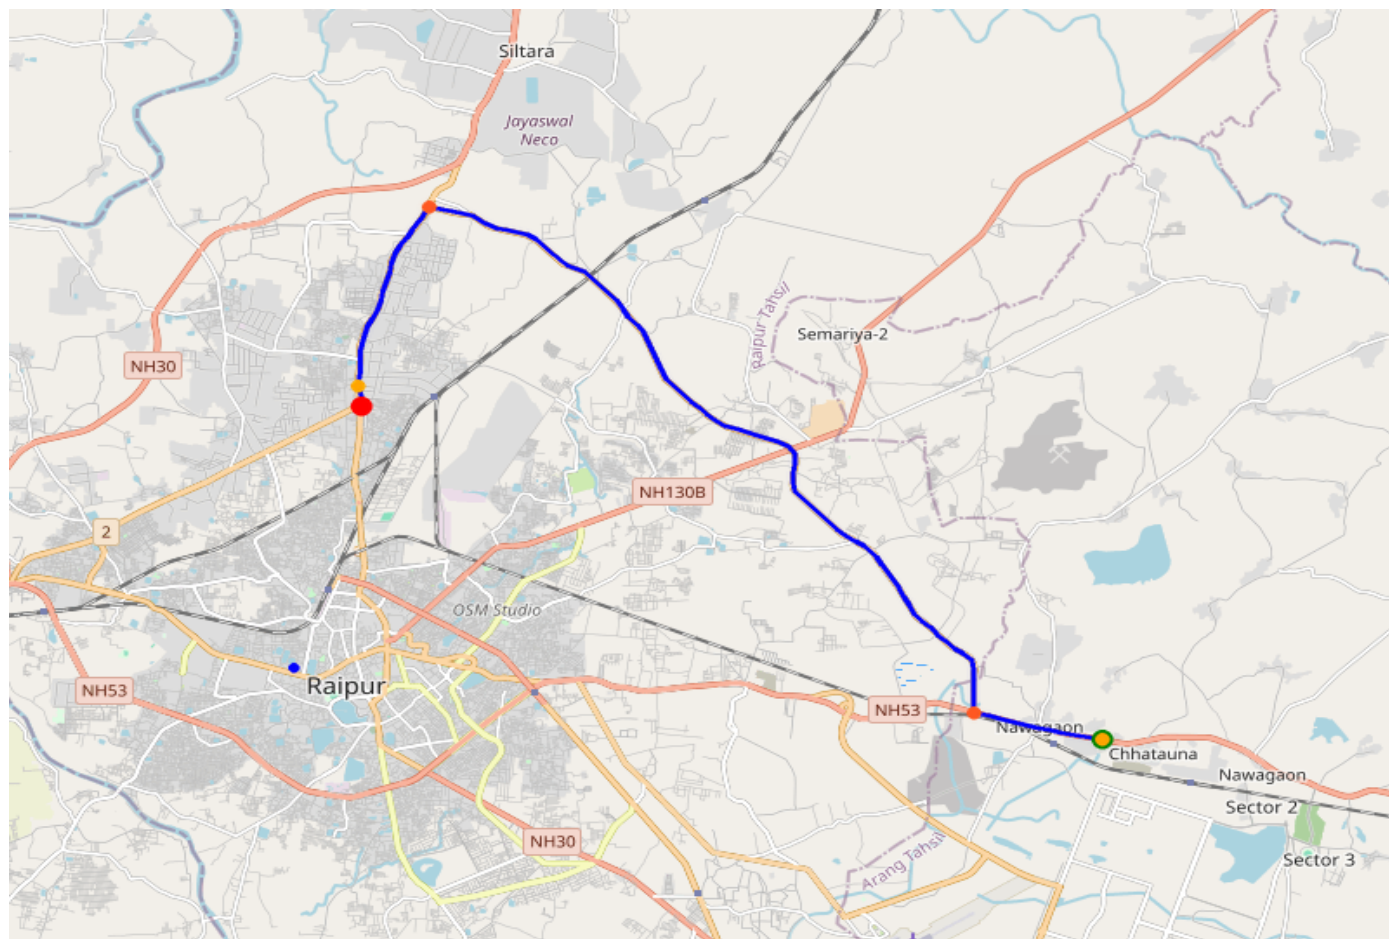 Siltara
Jayaswal
Neco
Raipur Tahsil
Semariya-2
NH30
NH130B
2
OSM Studio
Raipur
NH53
NH53
Nawagaon
Chhatauna
Nawagaon
Sector 2
NH30
Sector 3
Arang Tahsil